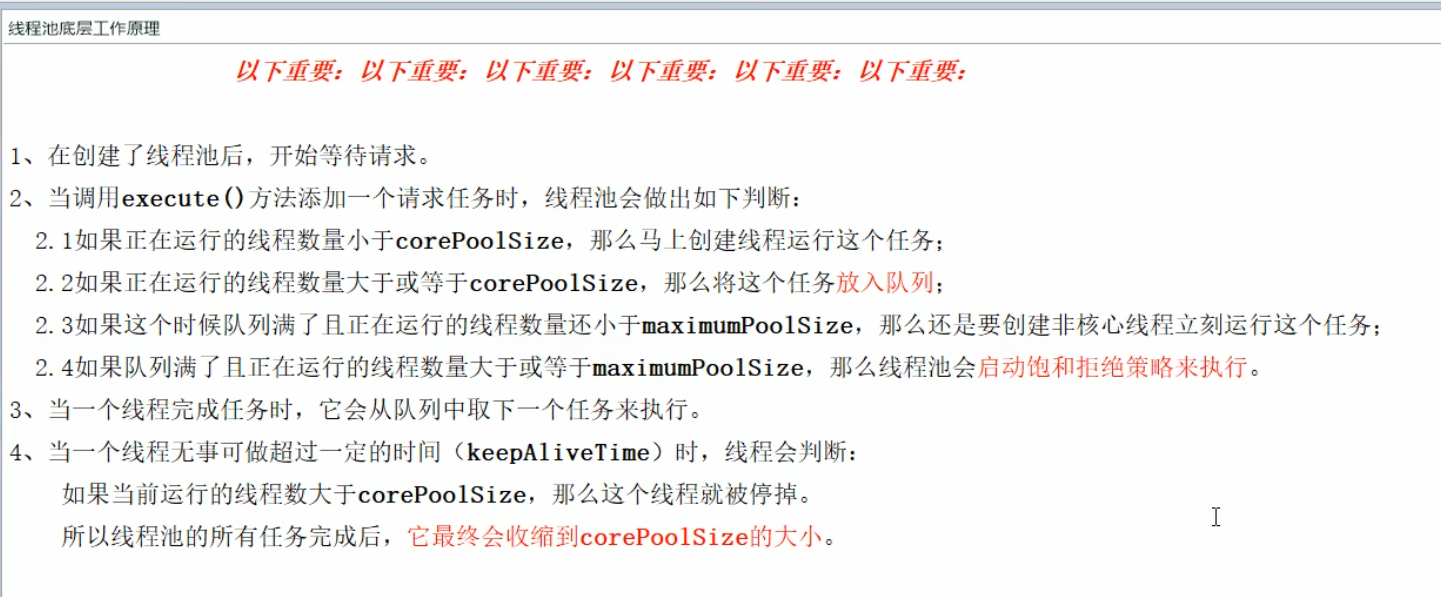 线程池底层工作原理
以下重要：以下重要：以下重要：以下重要：以下重要：以下重要：
1、在创建了线程池后，开始等待请求。
2、当调用execute()方法添加一个请求任务时，线程池会做出如下判断：
2.1如果正在运行的线程数量小于corePoolSize，那么马上创建线程运行这个任务；
2.2如果正在运行的线程数量大于或等于corePoolSize，那么将这个任务放入队列；
2.3如果这个时候队列满了且正在运行的线程数量还小于maximumPoolSize，那么还是要创建非核心线程立刻运行这个任务；
2.4如果队列满了且正在运行的线程数量大于或等于maximumPoolSize，那么线程池会启动饱和拒绝策略来执行。
3、当一个线程完成任务时，它会从队列中取下一个任务来执行。
4、当一个线程无事可做超过一定的时间（keepAliveTime）时，线程会判断：
如果当前运行的线程数大于corePoolSize，那么这个线程就被停掉。
所以线程池的所有任务完成后，它最终会收缩到corePoolSize的大小。